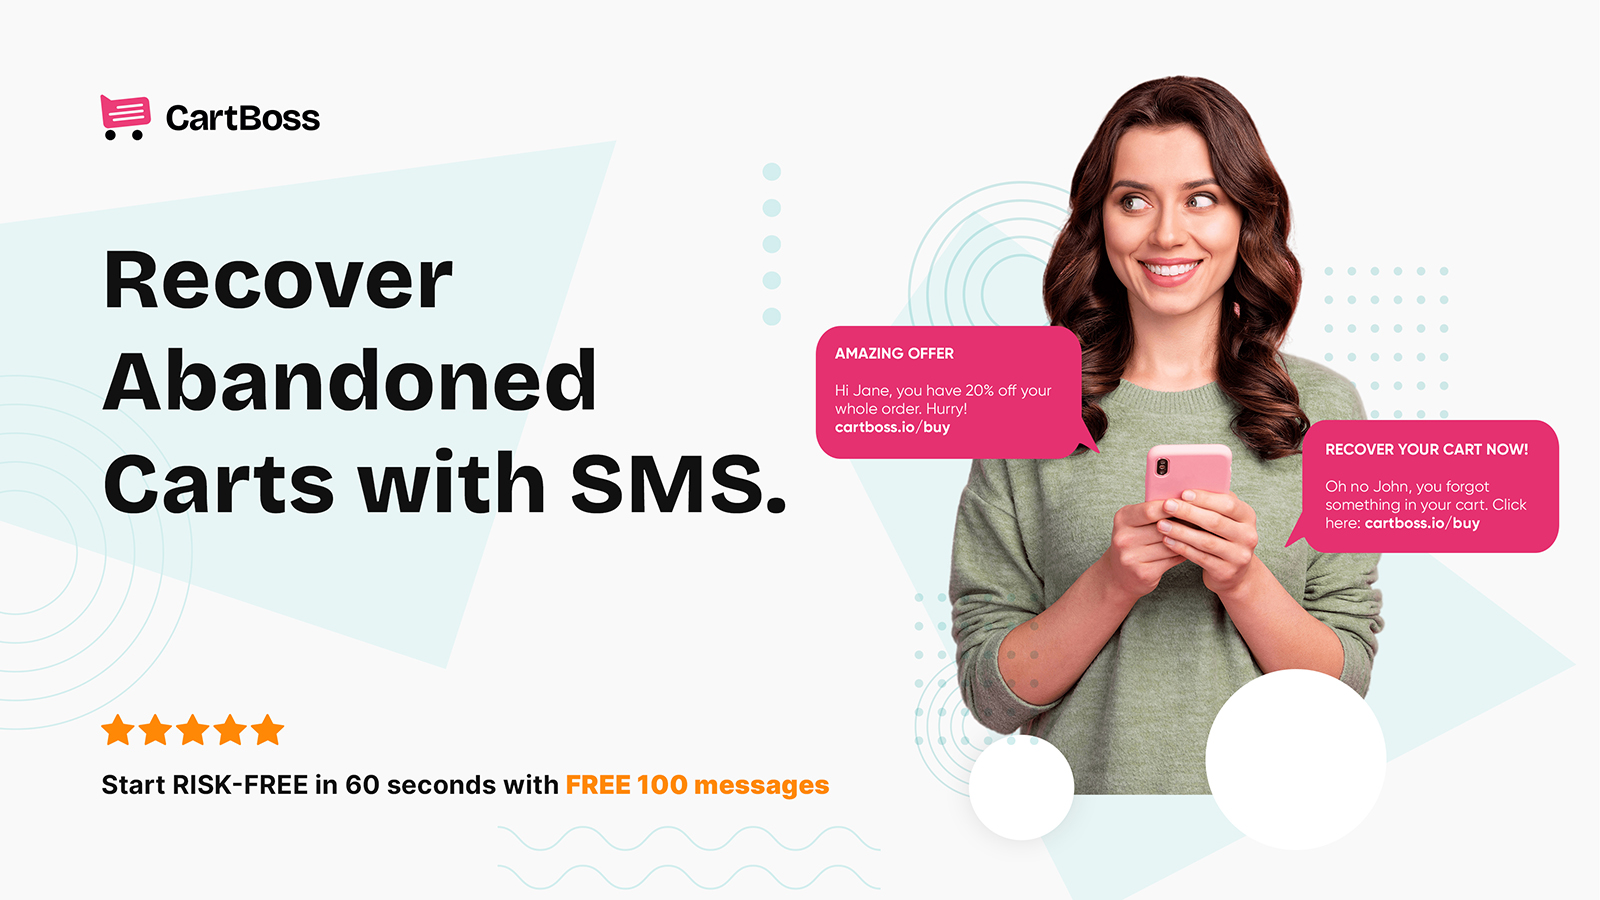 CartBoss
Recover
Abandoned
Carts with SMS.
AMAZING OFFER
Hi Jane, you have 20% off your
whole order. Hurry!
cartboss.io/buy
RECOVER YOUR CART NOW!
Oh no John, you forgot
something in your cart. Click
here: cartboss.io/buy
Start RISK-FREE in 60 seconds with FREE 100 messages